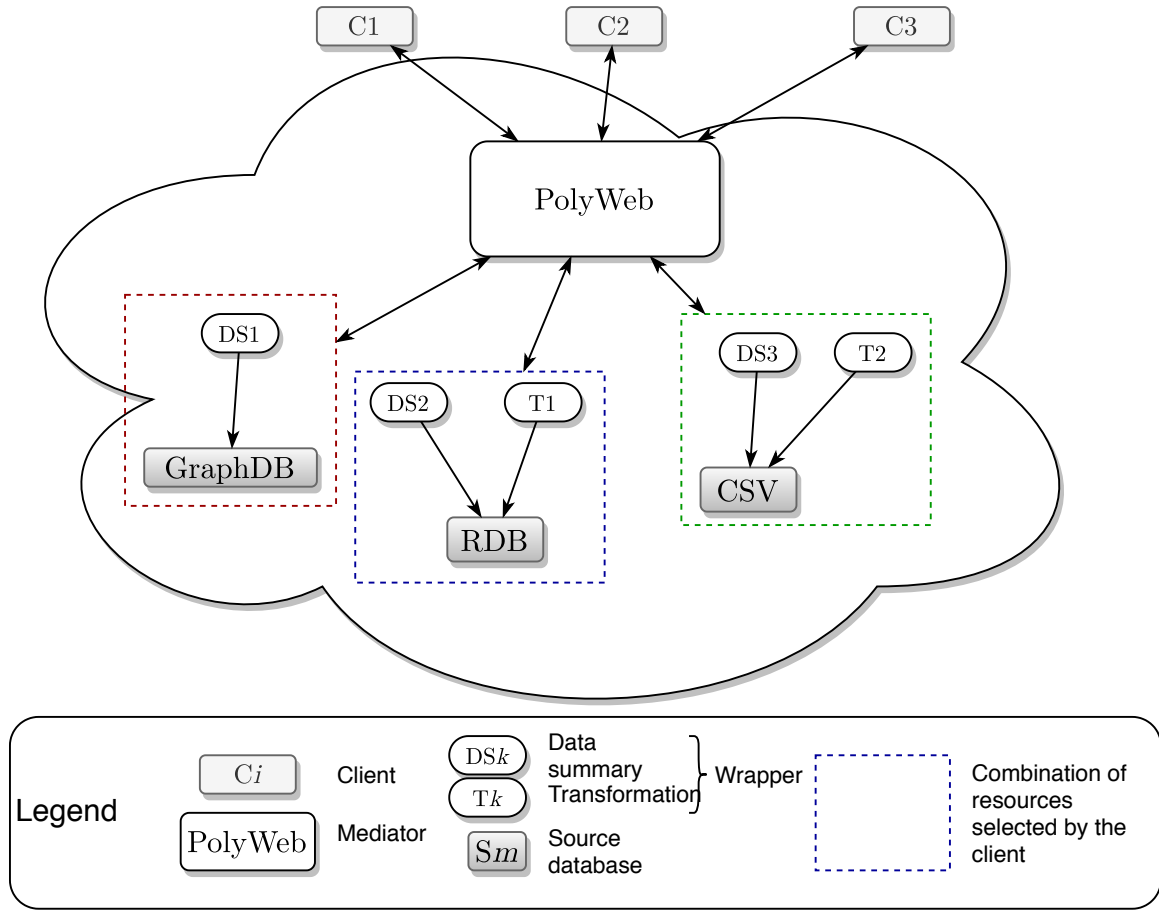 C1
C2
C3
PolyWeb
DS1
GraphDB
DS2
T1
RDB
DS3
T2
CSV
Legend
Ci
Client
PolyWeb
Mediator
DSk
Data
summary
Tk
Transformation
Wrapper
Sm
Source
database
Combination of
resources
selected by the
client